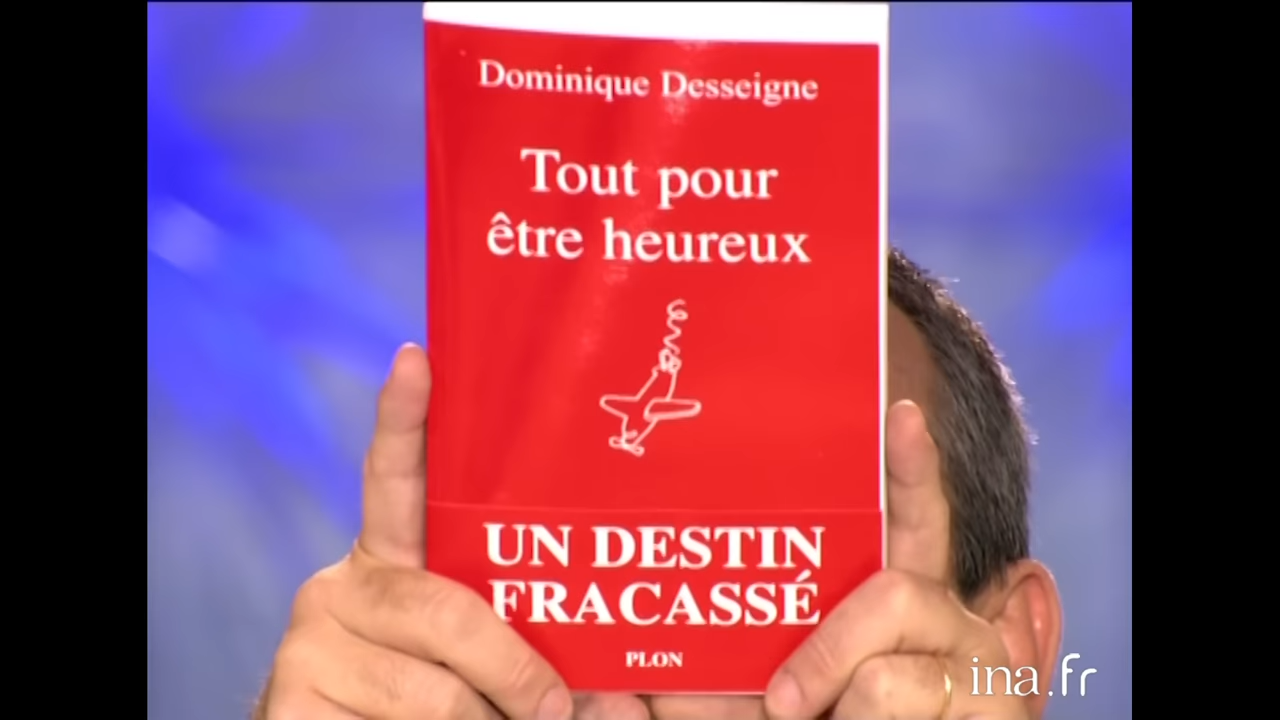 Dominique Desseigne
Tout pour
être heureux
UN DESTIN
FRACASSÉ
PLON
ina.fr